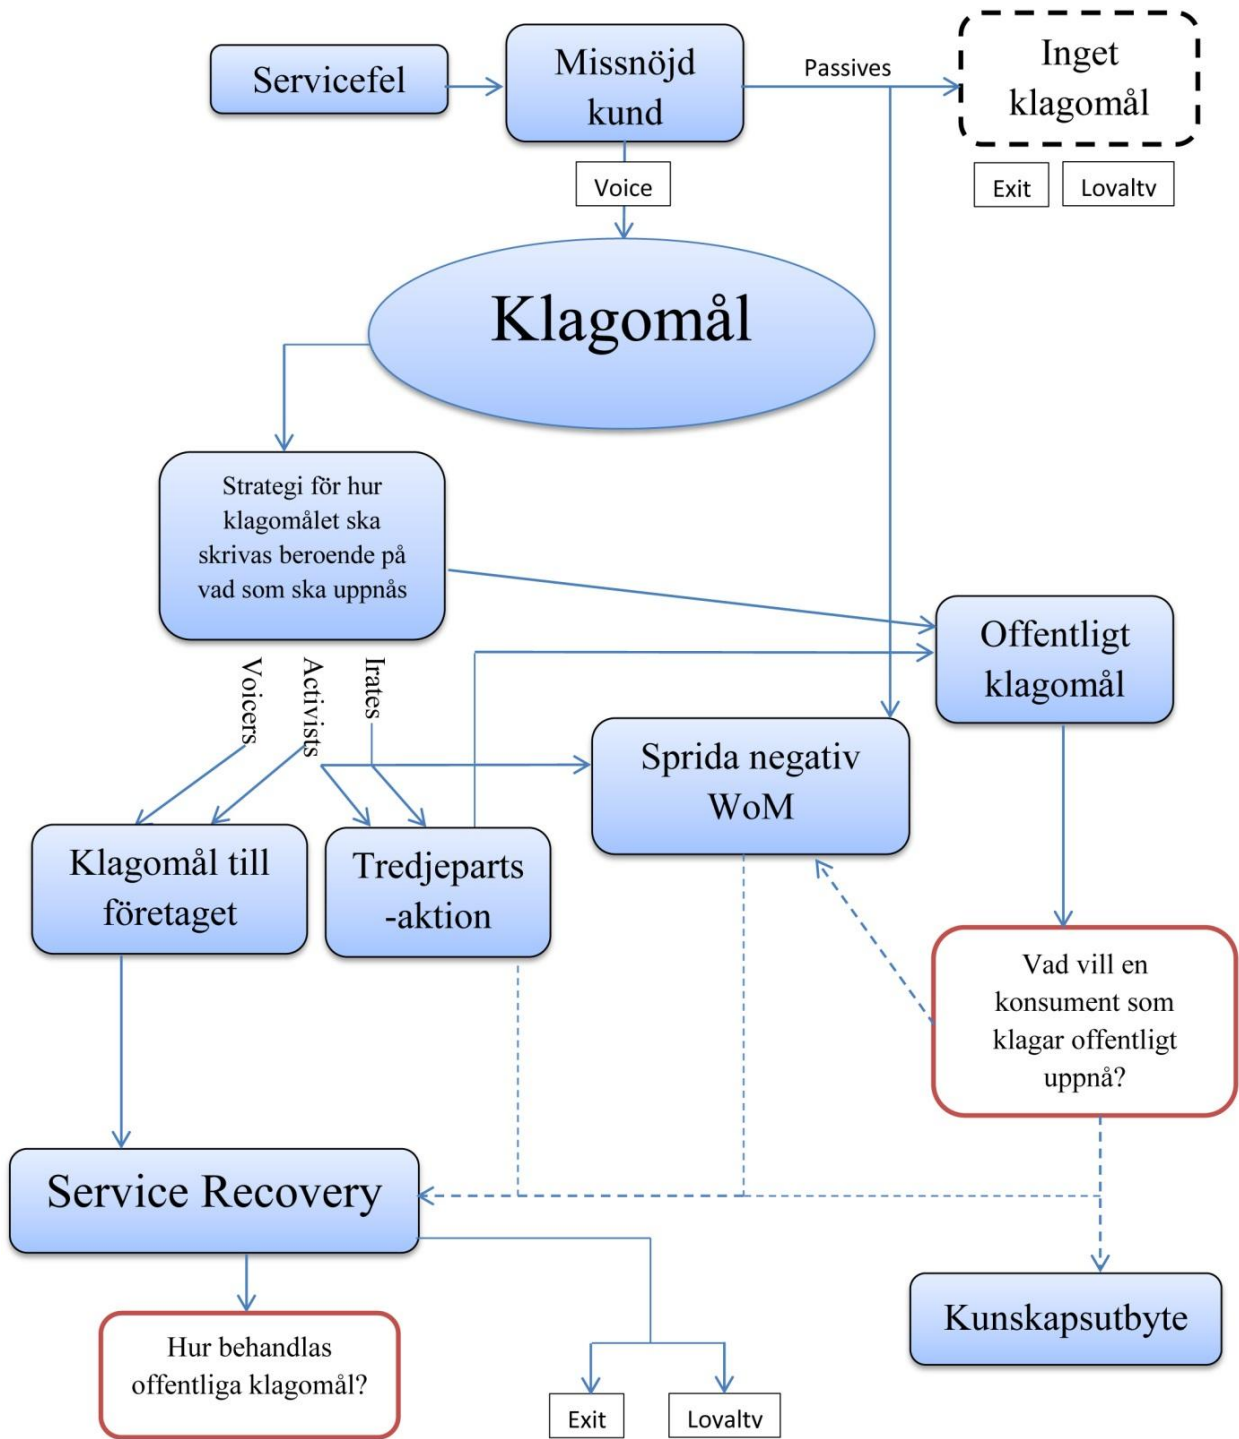 Servicefel
Missnöjd
kund
Passives
Inget
klagomål
Voice
Exit
Lovaltv
Klagomål
Strategi för hur
klagomålet ska
skrivas beroende på
vad som ska uppnås
Offentligt
klagomål
Voicers
Activists
Irates
Sprida negativ
WoM
Klagomål till
företaget
Tredjeparts
-aktion
Vad vill en
konsument som
klagar offentligt
uppnå?
Service Recovery
Kunskapsutbyte
Hur behandlas
offentliga klagomål?
Exit
Lovaltv